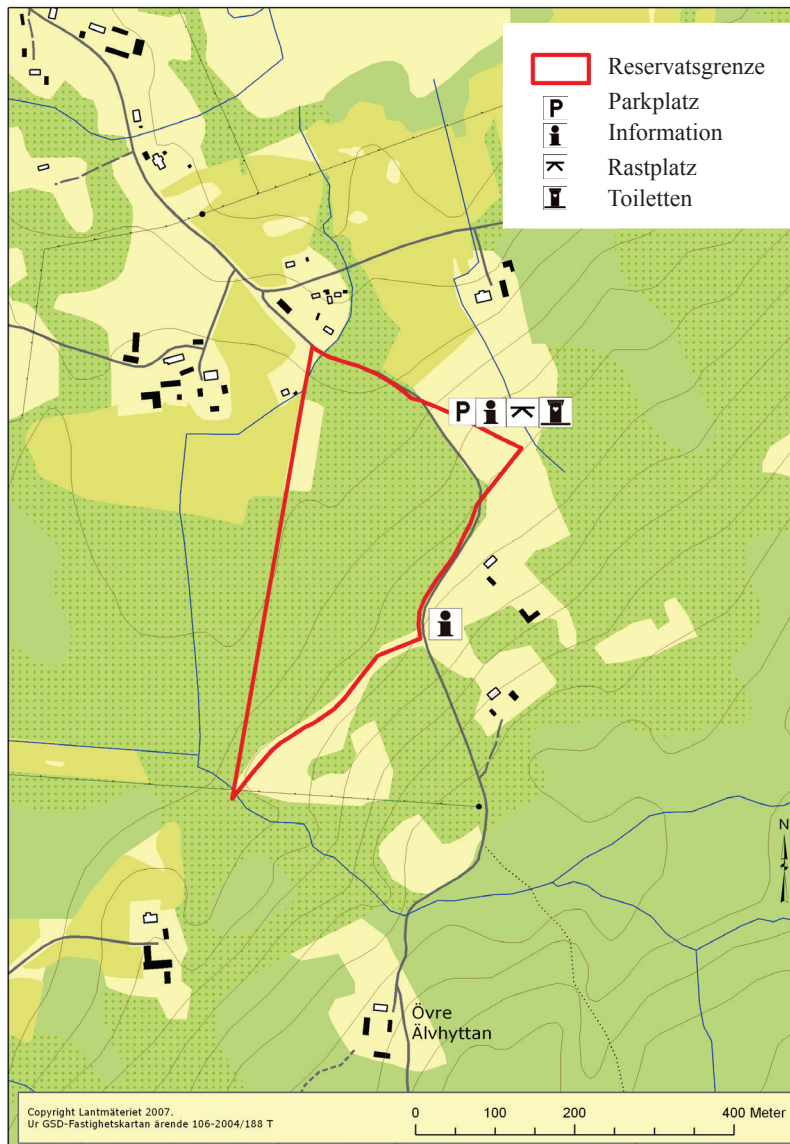 Reservatsgrenze
P Parkplatz
Information
Rastplatz
Toiletten
P
N
Övre
Älvhyttan
Copyright Lantmäteriet 2007.
Ur GSD-Fastighetskartan ärende 106-2004/188 T
0 100 200 400 Meter